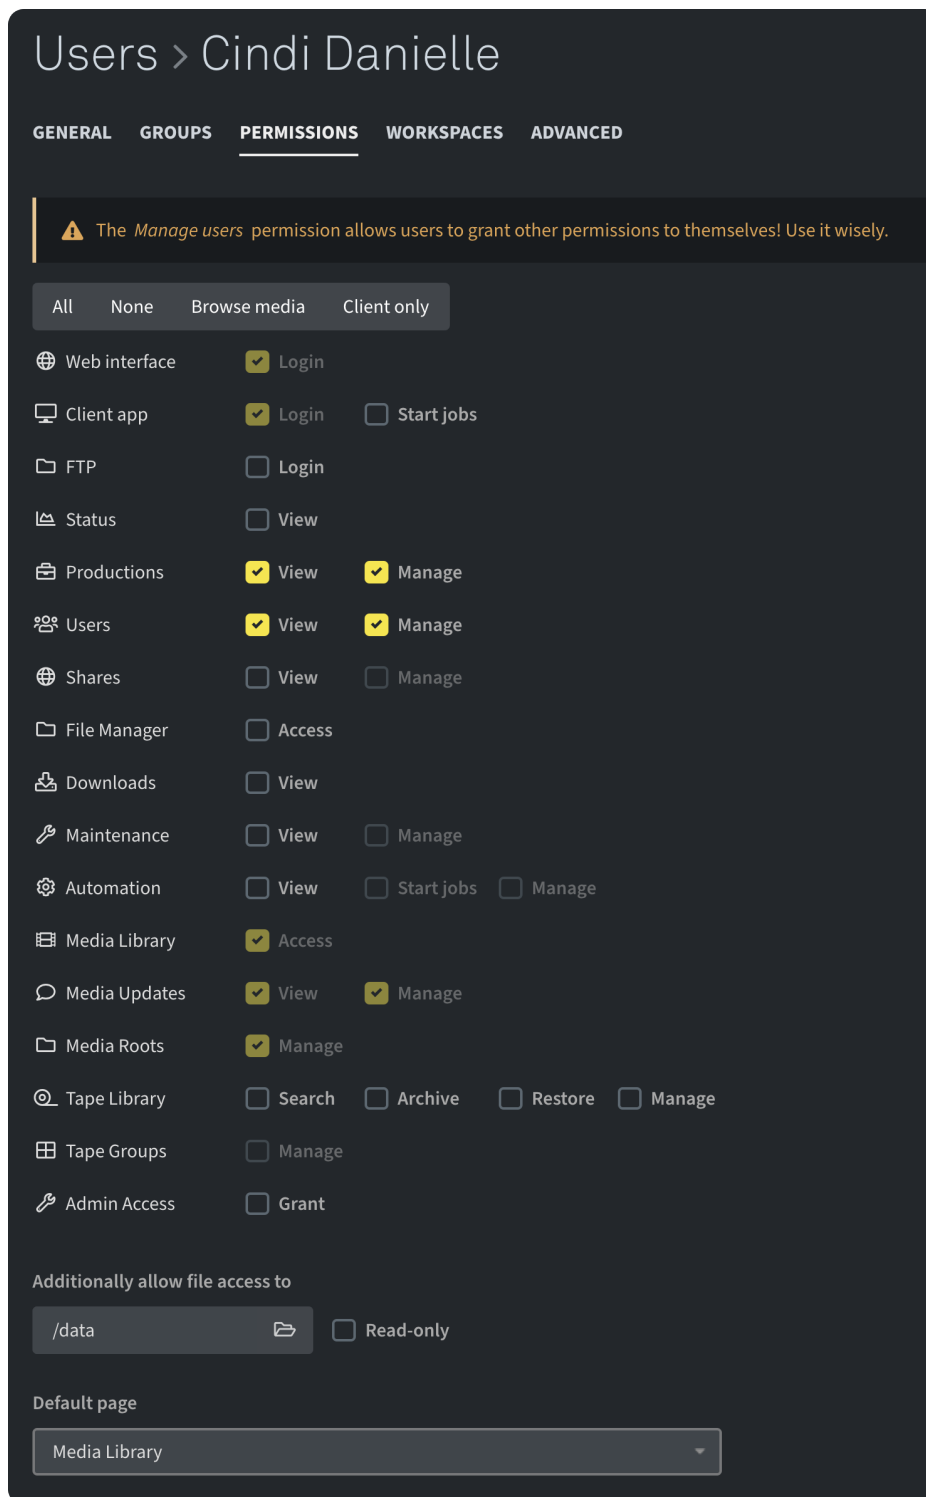 Users > Cindi Danielle
GENERAL GROUPS PERMISSIONS WORKSPACES ADVANCED
The Manage users permission allows users to grant other permissions to themselves! Use it wisely.
All None Browse media Client only
Web interface Login
Client app Login Start jobs
FTP Login
Status View
Productions View Manage
Users View Manage
Shares View Manage
File Manager Access
Downloads View
Maintenance View Manage
Automation View Start jobs Manage
Media Library Access
Media Updates View Manage
Media Roots Manage
Tape Library Search Archive Restore Manage
Tape Groups Manage
Admin Access Grant
Additionally allow file access to
/data Read-only
Default page
Media Library